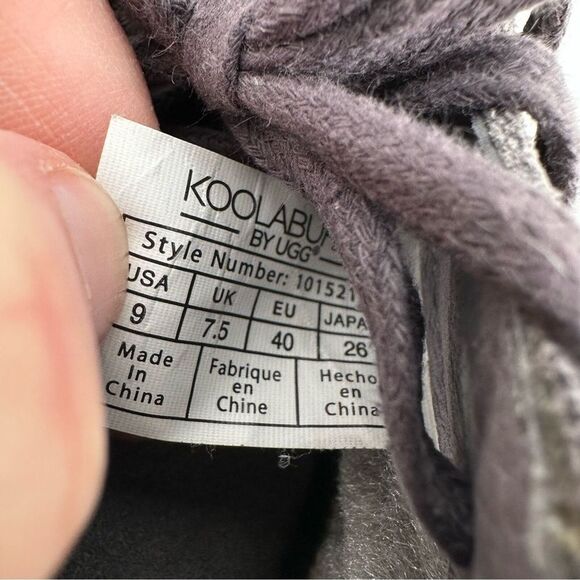 KOOLABU
BY UGG®
Style Number: 101521
USA UK EU JAPA
9 7.5 40 26
Made Fabrique Hecho
In en en
China Chine China